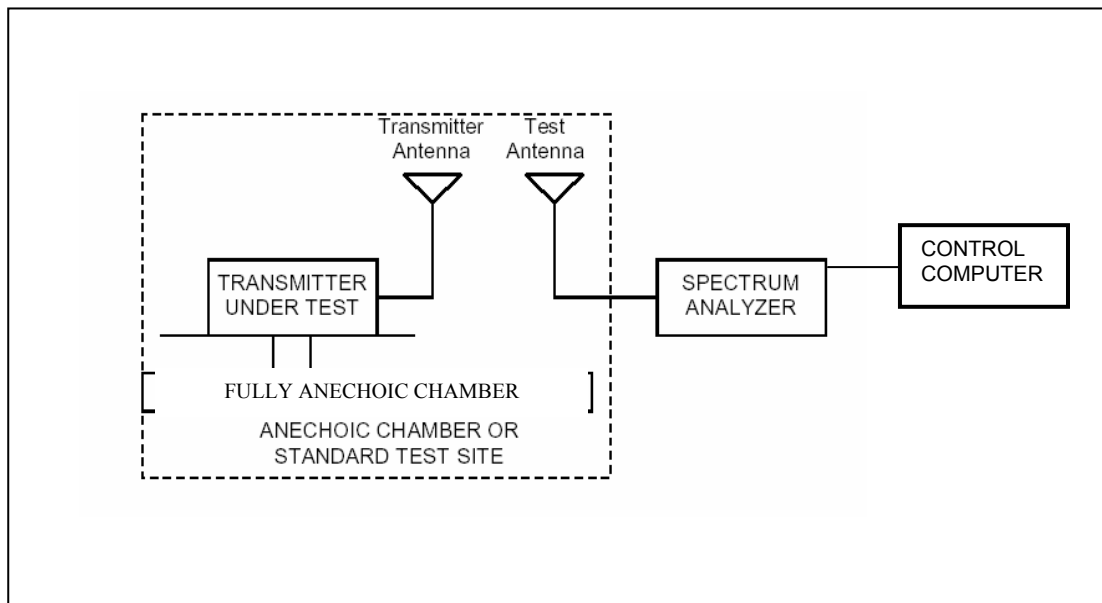 Transmitter
Antenna
Test
Antenna
TRANSMITTER
UNDER TEST
SPECTRUM
ANALYZER
CONTROL
COMPUTER
FULLY ANECHOIC CHAMBER
ANECHOIC CHAMBER OR
STANDARD TEST SITE